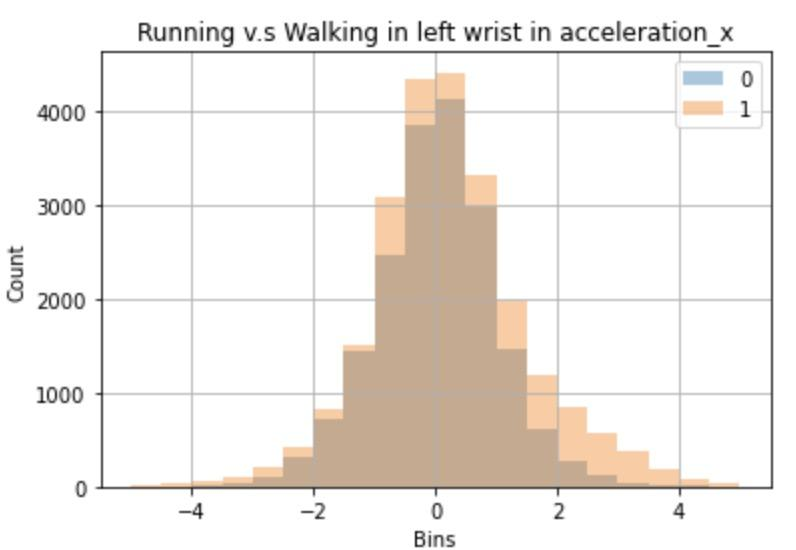 Running v.s Walking in left wrist in acceleration_x
0
1
4000
3000
2000
1000
0
Count
−4 −2 0 2 4
Bins